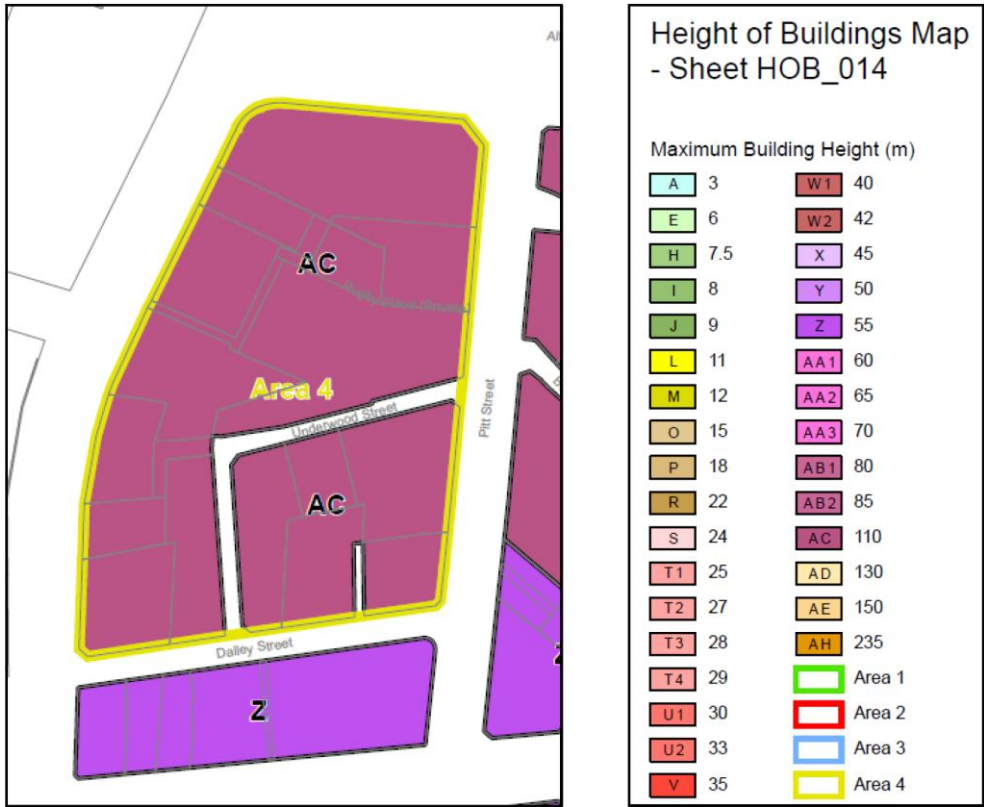 Al
AC
Rugby Place (Private)
Area 4
Underwood Street
Pitt Street
AC
Dalley Street
Z
Height of Buildings Map
- Sheet HOB_014
Maximum Building Height (m)
A 3
E 6
H 7.5
I 8
J 9
L 11
M 12
O 15
P 18
R 22
S 24
T1 25
T2 27
T3 28
T4 29
U1 30
U2 33
V 35
W1 40
W2 42
X 45
Y 50
Z 55
AA1 60
AA2 65
AA3 70
AB1 80
AB2 85
AC 110
AD 130
AE 150
AH 235
Area 1
Area 2
Area 3
Area 4